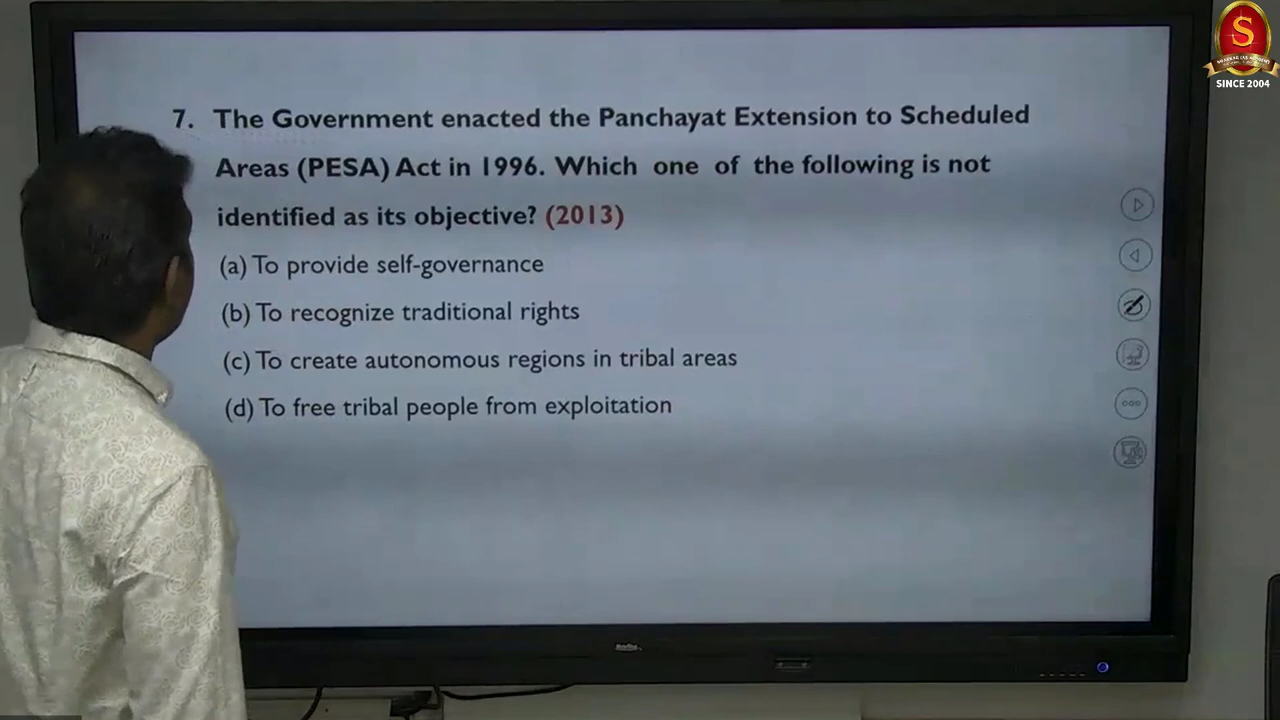 S
SINCE 2004
7. The Government enacted the Panchayat Extension to Scheduled
Areas (PESA) Act in 1996. Which one of the following is not
identified as its objective? (2013)
(a) To provide self-governance
(b) To recognize traditional rights
(c) To create autonomous regions in tribal areas
(d) To free tribal people from exploitation